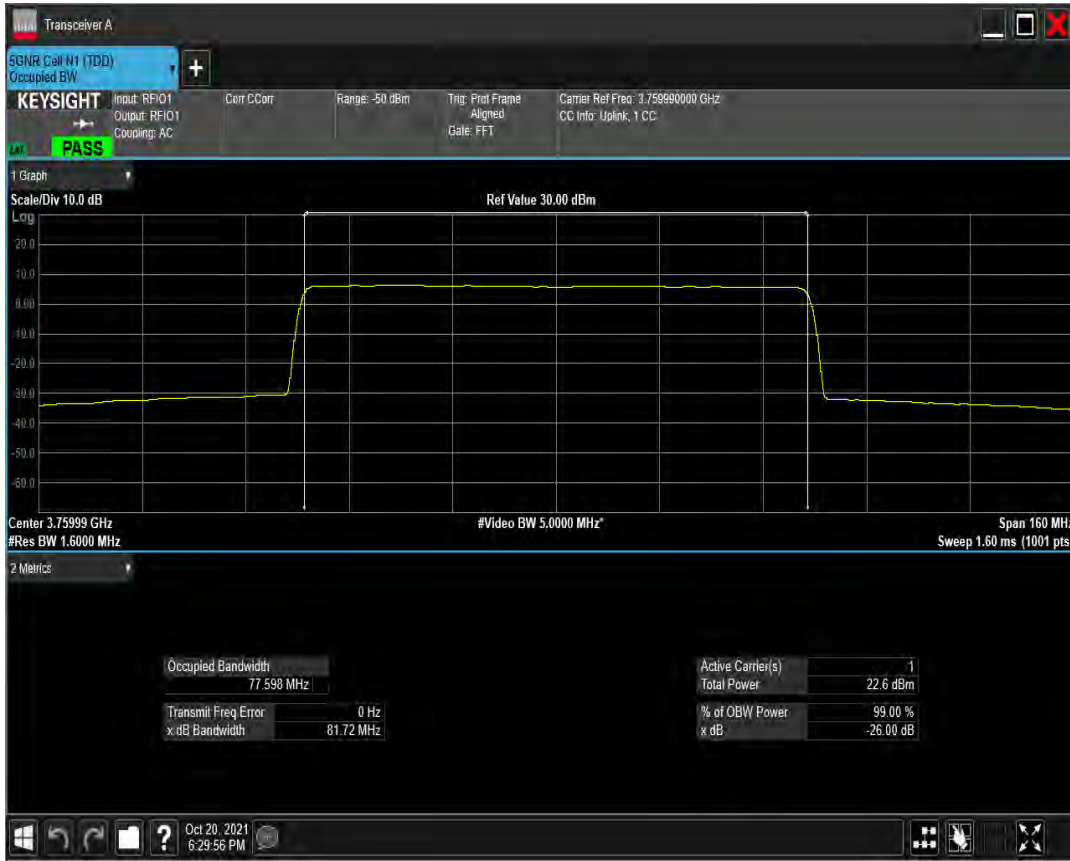 Transceiver A
5GNR Cell N1 (TDD)
Occupied BW
KEYSIGHT
Input: RFIO1
Output: RFIO1
Coupling: AC
PASS
Corr CCorr
Range: -50 dBm
Trig: Prot Frame
Aligned
Gate: FFT
Carrier Ref Freq: 3.759990000 GHz
CC Info: Uplink, 1 CC
1 Graph
Scale/Div 10.0 dB
Ref Value 30.00 dBm
Log
20.0
10.0
0.00
-10.0
-20.0
-30.0
-40.0
-50.0
-60.0
Center 3.75999 GHz
#Video BW 5.0000 MHz*
Span 160 MHz
#Res BW 1.6000 MHz
Sweep 1.60 ms (1001 pts
2 Metrics
Occupied Bandwidth
77.598 MHz
Transmit Freq Error 0 Hz
x dB Bandwidth 81.72 MHz
Active Carrier(s) 1
Total Power 22.6 dBm
% of OBW Power 99.00 %
x dB -26.00 dB
Oct 20, 2021
6:29:56 PM